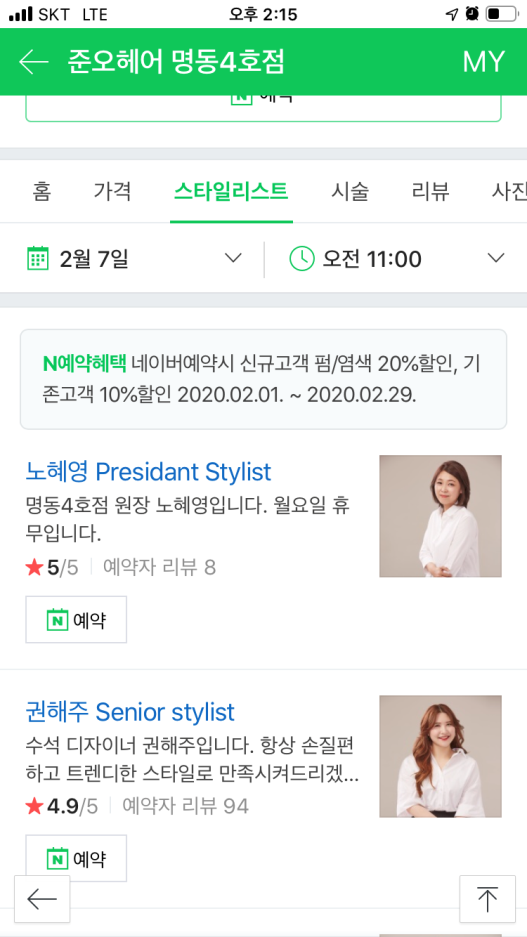 SKT LTE 오후 2:15
준오헤어 명동4호점 MY
N 예약
홈 가격 스타일리스트 시술 리뷰 사진
2월 7일 오전 11:00
N예약혜택 네이버예약시 신규고객 펌/염색 20%할인, 기
존고객 10%할인 2020.02.01. ~ 2020.02.29.
노혜영 Presidant Stylist
명동4호점 원장 노혜영입니다. 월요일 휴
무입니다.
5/5 예약자 리뷰 8
N 예약
권해주 Senior stylist
수석 디자이너 권해주입니다. 항상 손질편
하고 트렌디한 스타일로 만족시켜드리겠...
4.9/5 예약자 리뷰 94
N 예약